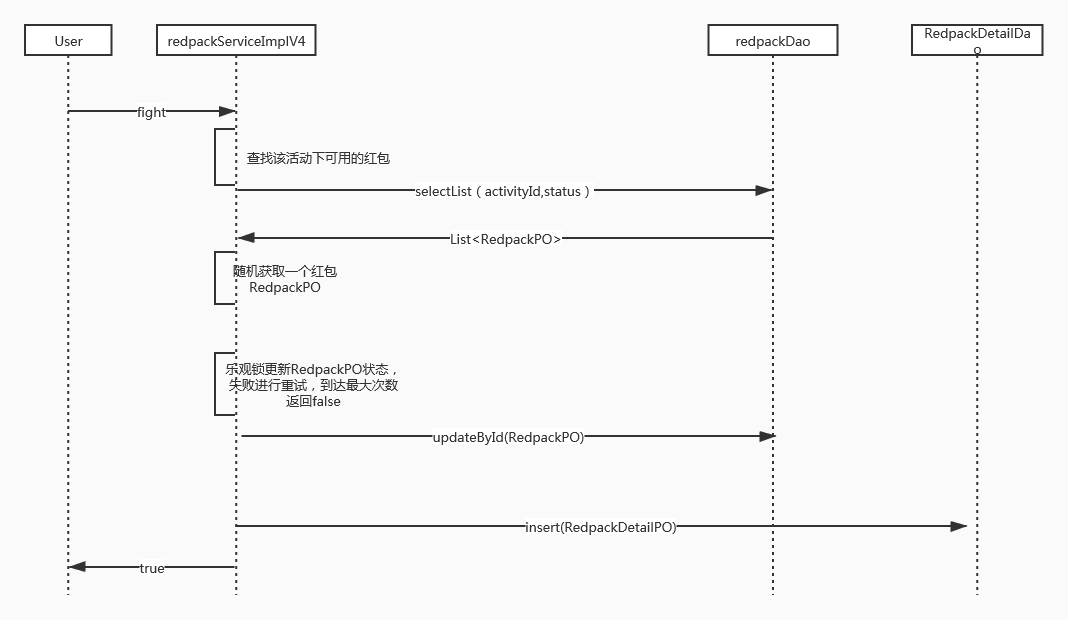 User
redpackServiceImplV4
redpackDao
RedpackDetailDa
o
fight
查找该活动下可用的红包
selectList（activityId,status）
List<RedpackPO>
随机获取一个红包
RedpackPO
乐观锁更新RedpackPO状态，
失败进行重试，到达最大次数
返回false
updateById(RedpackPO)
insert(RedpackDetailPO)
true